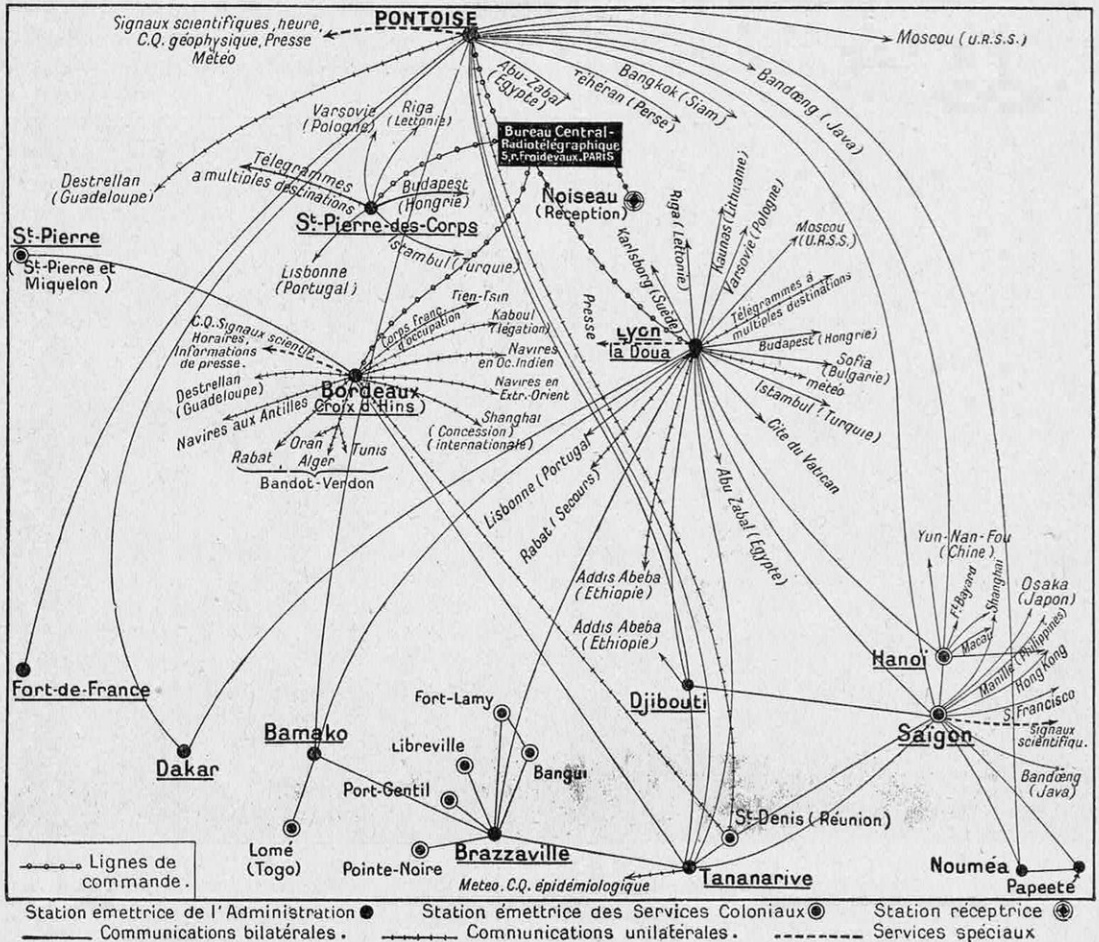 PONTOISE
Signaux scientifiques, heure,
C.Q. géophysique, Presse
Météo
Moscou (U.R.S.S.)
Abu-Zabal
(Egypte)
Téhéran (Perse)
Bangkok (Siam)
Bandœng (Java)
Varsovie
(Pologne)
Riga
(Lettonie)
Bureau Central-
Radiotélégraphique
5,r.Froidevaux.PARIS
Destrellan
(Guadeloupe)
Télégrammes
a multiples destinations
Budapest
(Hongrie)
St-Pierre-des-Corps
Noiseau
(Réception)
Istambul (Turquie)
Lisbonne
(Portugal)
St-Pierre
(St-Pierre et
Miquelon)
Karlsborg (Suède)
Riga (Lettonie)
Kaunas (Lithuanie)
Varsovie (Pologne)
Moscou
(U.R.S.S.)
Télégrammes à
multiples destinations
Presse
Lyon
la Doua
Budapest (Hongrie)
Sofia
(Bulgarie)
météo
Istambul (Turquie)
Cité du Vatican
C.Q. Signaux scientif.
Horaires,
Informations
de presse.
Corps franc.
d'occupation
Tien-Tsin
Kaboul
(légation)
Navires
en Oc. Indien
Navires en
Extr.-Orient
Shanghai
(Concession)
(internationale)
Destrellan
(Guadeloupe)
Navires aux Antilles
Bordeaux
(Croix d'Hins)
Rabat
Oran
Alger
Tunis
Bandot-Verdon
Lisbonne (Portugal)
Rabat (Secours)
Abu Zabal (Egypte)
Addis Abeba
(Ethiopie)
Addis Abeba
(Ethiopie)
Yun-Nan-Fou
(Chine)
Ft Bayard
Shanghai
Macau
Osaka
(Japon)
Manille (Philippines)
Hong Kong
Hanoï
S. Francisco
Signaux
scientifiqu.
Saigon
Bandœng
(Java)
Fort-de-France
Dakar
Bamako
Fort-Lamy
Libreville
Port-Gentil
Bangui
Djibouti
St-Denis (Réunion)
Lomé
(Togo)
Pointe-Noire
Brazzaville
Tananarive
Nouméa
Papeete
Meteo. C.Q. épidémiologique
Lignes de
commande.
Station émettrice de l'Administration
Station émettrice des Services Coloniaux
Station réceptrice
Communications bilatérales.
Communications unilatérales.
Services spéciaux